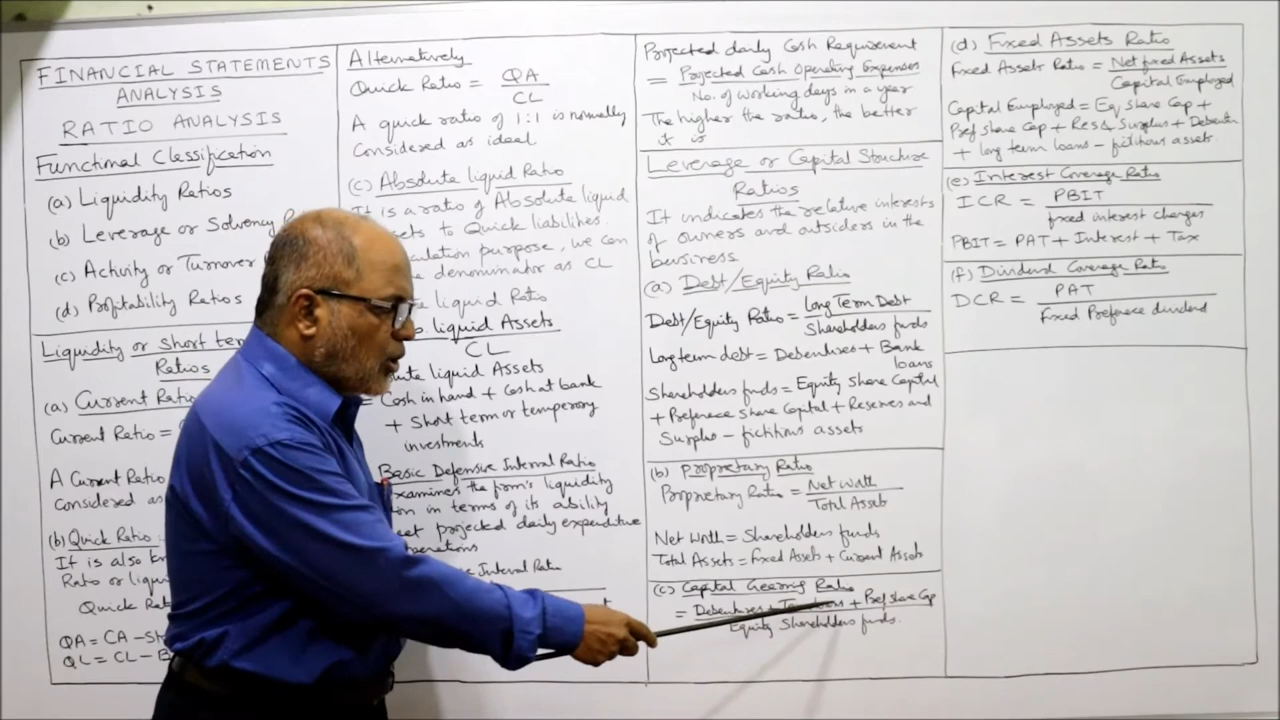 FINANCIAL STATEMENTS
ANALYSIS
RATIO ANALYSIS
Functional Classification
(a) Liquidity Ratios
(b) Leverage or Solvency
(c) Activity or Turnover
(d) Profitability Ratios
Liquidity or short
Ratios
(a) Current
Current Ratio =
A Current Ratio
Considered as
(b) Quick Ratio
It is also
Ratio or
Quick
QA = CA -
QL = CL -
Alternatively
Quick Ratio = QA
CL
A quick ratio of 1:1 is normally
Considered as ideal
(c) Absolute liquid Ratio
It is a ratio of Absolute liquid
to Quick liabilities.
purpose, we can
denominator as CL
liquid Ratio
liquid Assets
CL
liquid Assets
= Cash in hand + Cash at bank
+ Short term or temporary
investments
Basic Defensive Interval Ratio
examines the firm's liquidity
in terms of its ability
projected daily expenditure
Interval Ratio
Projected daily Cash Requirement
= Projected Cash Operating Expenses
No. of working days in a year
The higher the ratio, the better
it is
Leverage or Capital Structure
Ratios
It indicates the relative interests
of owners and outsiders in the
business
(a) Debt/Equity Ratio
Debt/Equity Ratio = Long Term Debt
Shareholders funds
Long term debt = Debentures + Bank
loans
Shareholders funds = Equity Share Capital
+ Preference Share Capital + Reserves and
Surplus – fictitious assets
(b) Proprietary Ratio
Proprietary Ratio = Net Worth
Total Assets
Net Worth = Shareholders funds
Total Assets = Fixed Assets + Current Assets
(c) Capital Gearing Ratio
= Debentures + + Pref Share Cap
Equity Shareholders funds.
(d) Fixed Assets Ratio
Fixed Assets Ratio = Net fixed Assets
Capital Employed
Capital Employed = Eq share Cap +
Pref share Cap + Res & Surplus +
+ long term loans – fictitious assets
(e) Interest Coverage Ratio
ICR = PBIT
fixed interest charges
PBIT = PAT + Interest + Tax
(f) Dividend Coverage Ratio
DCR = PAT
Fixed Preference dividend